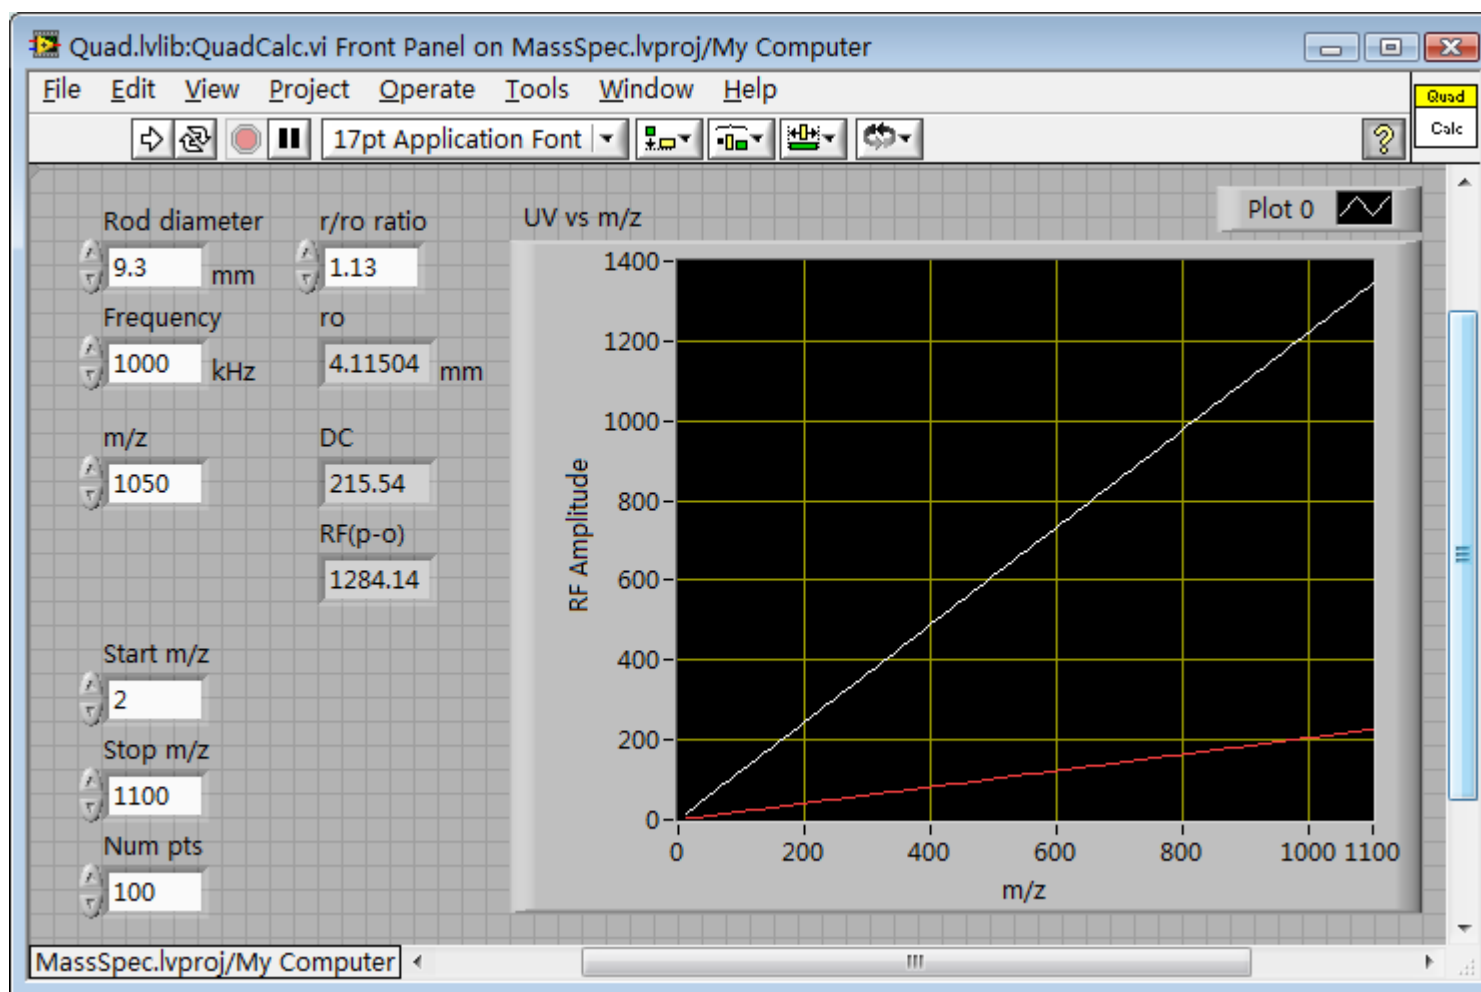 Quad.lvlib:QuadCalc.vi Front Panel on MassSpec.lvproj/My Computer
File Edit View Project Operate Tools Window Help
Quad
Calc
17pt Application Font
?
Rod diameter
9.3 mm
r/ro ratio
1.13
Frequency
1000 kHz
ro
4.11504 mm
m/z
1050
DC
215.54
RF(p-o)
1284.14
Start m/z
2
Stop m/z
1100
Num pts
100
UV vs m/z
Plot 0
RF Amplitude
1400
1200
1000
800
600
400
200
0
0 200 400 600 800 1000 1100
m/z
MassSpec.lvproj/My Computer